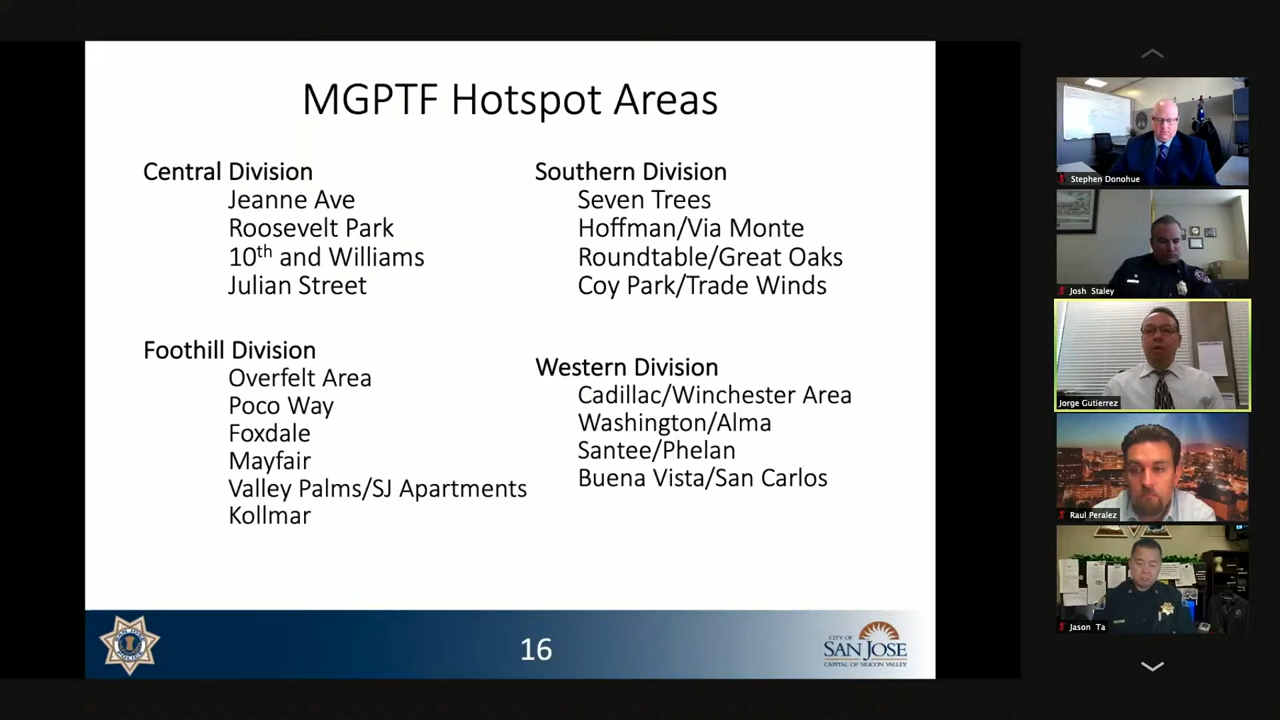 MGPTF Hotspot Areas
Central Division
Jeanne Ave
Roosevelt Park
10th and Williams
Julian Street
Foothill Division
Overfelt Area
Poco Way
Foxdale
Mayfair
Valley Palms/SJ Apartments
Kollmar
Southern Division
Seven Trees
Hoffman/Via Monte
Roundtable/Great Oaks
Coy Park/Trade Winds
Western Division
Cadillac/Winchester Area
Washington/Alma
Santee/Phelan
Buena Vista/San Carlos
SAN JOSE
POLICE
16
CITY OF
SAN JOSE
CAPITAL OF SILICON VALLEY
Stephen Donohue
Josh Staley
Jorge Gutierrez
Raul Peralez
Jason Ta